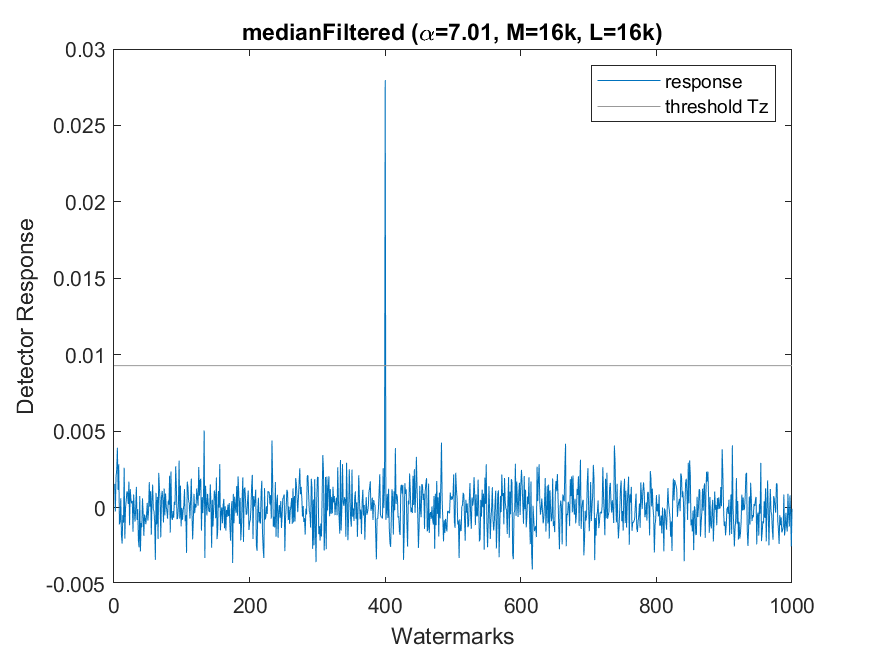 medianFiltered (α=7.01, M=16k, L=16k)
0.03
0.025
0.02
0.015
0.01
0.005
0
-0.005
Detector Response
response
threshold Tz
0 200 400 600 800 1000
Watermarks